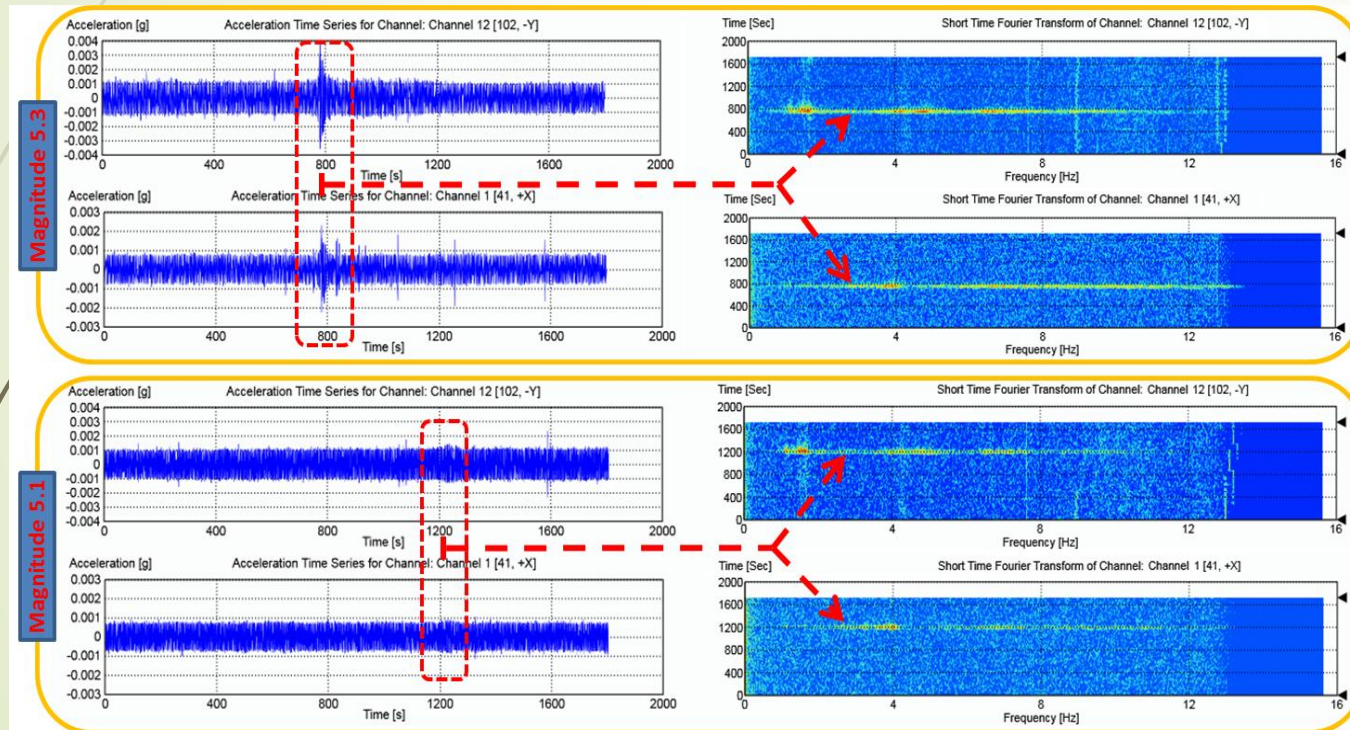 Magnitude 5.3
Acceleration [g] Acceleration Time Series for Channel: Channel 12 [102, -Y]
0.004
0.003
0.002
0.001
0
-0.001
-0.002
-0.003
-0.004
0 400 800 1200 1600 2000
Time [s]
Time [Sec] Short Time Fourier Transform of Channel: Channel 12 [102, -Y]
2000
1600
1200
800
400
0
0 4 8 12 16
Frequency [Hz]
Acceleration [g] Acceleration Time Series for Channel: Channel 1 [41, +X]
0.003
0.002
0.001
0
-0.001
-0.002
-0.003
0 400 800 1200 1600 2000
Time [s]
Time [Sec] Short Time Fourier Transform of Channel: Channel 1 [41, +X]
2000
1600
1200
800
400
0
0 4 8 12 16
Frequency [Hz]
Magnitude 5.1
Acceleration [g] Acceleration Time Series for Channel: Channel 12 [102, -Y]
0.004
0.003
0.002
0.001
0
-0.001
-0.002
-0.003
-0.004
0 400 800 1200 1600 2000
Time [s]
Time [Sec] Short Time Fourier Transform of Channel: Channel 12 [102, -Y]
2000
1600
1200
800
400
0
0 4 8 12 16
Frequency [Hz]
Acceleration [g] Acceleration Time Series for Channel: Channel 1 [41, +X]
0.003
0.002
0.001
0
-0.001
-0.002
-0.003
0 400 800 1200 1600 2000
Time [s]
Time [Sec] Short Time Fourier Transform of Channel: Channel 1 [41, +X]
2000
1600
1200
800
400
0
0 4 8 12 16
Frequency [Hz]